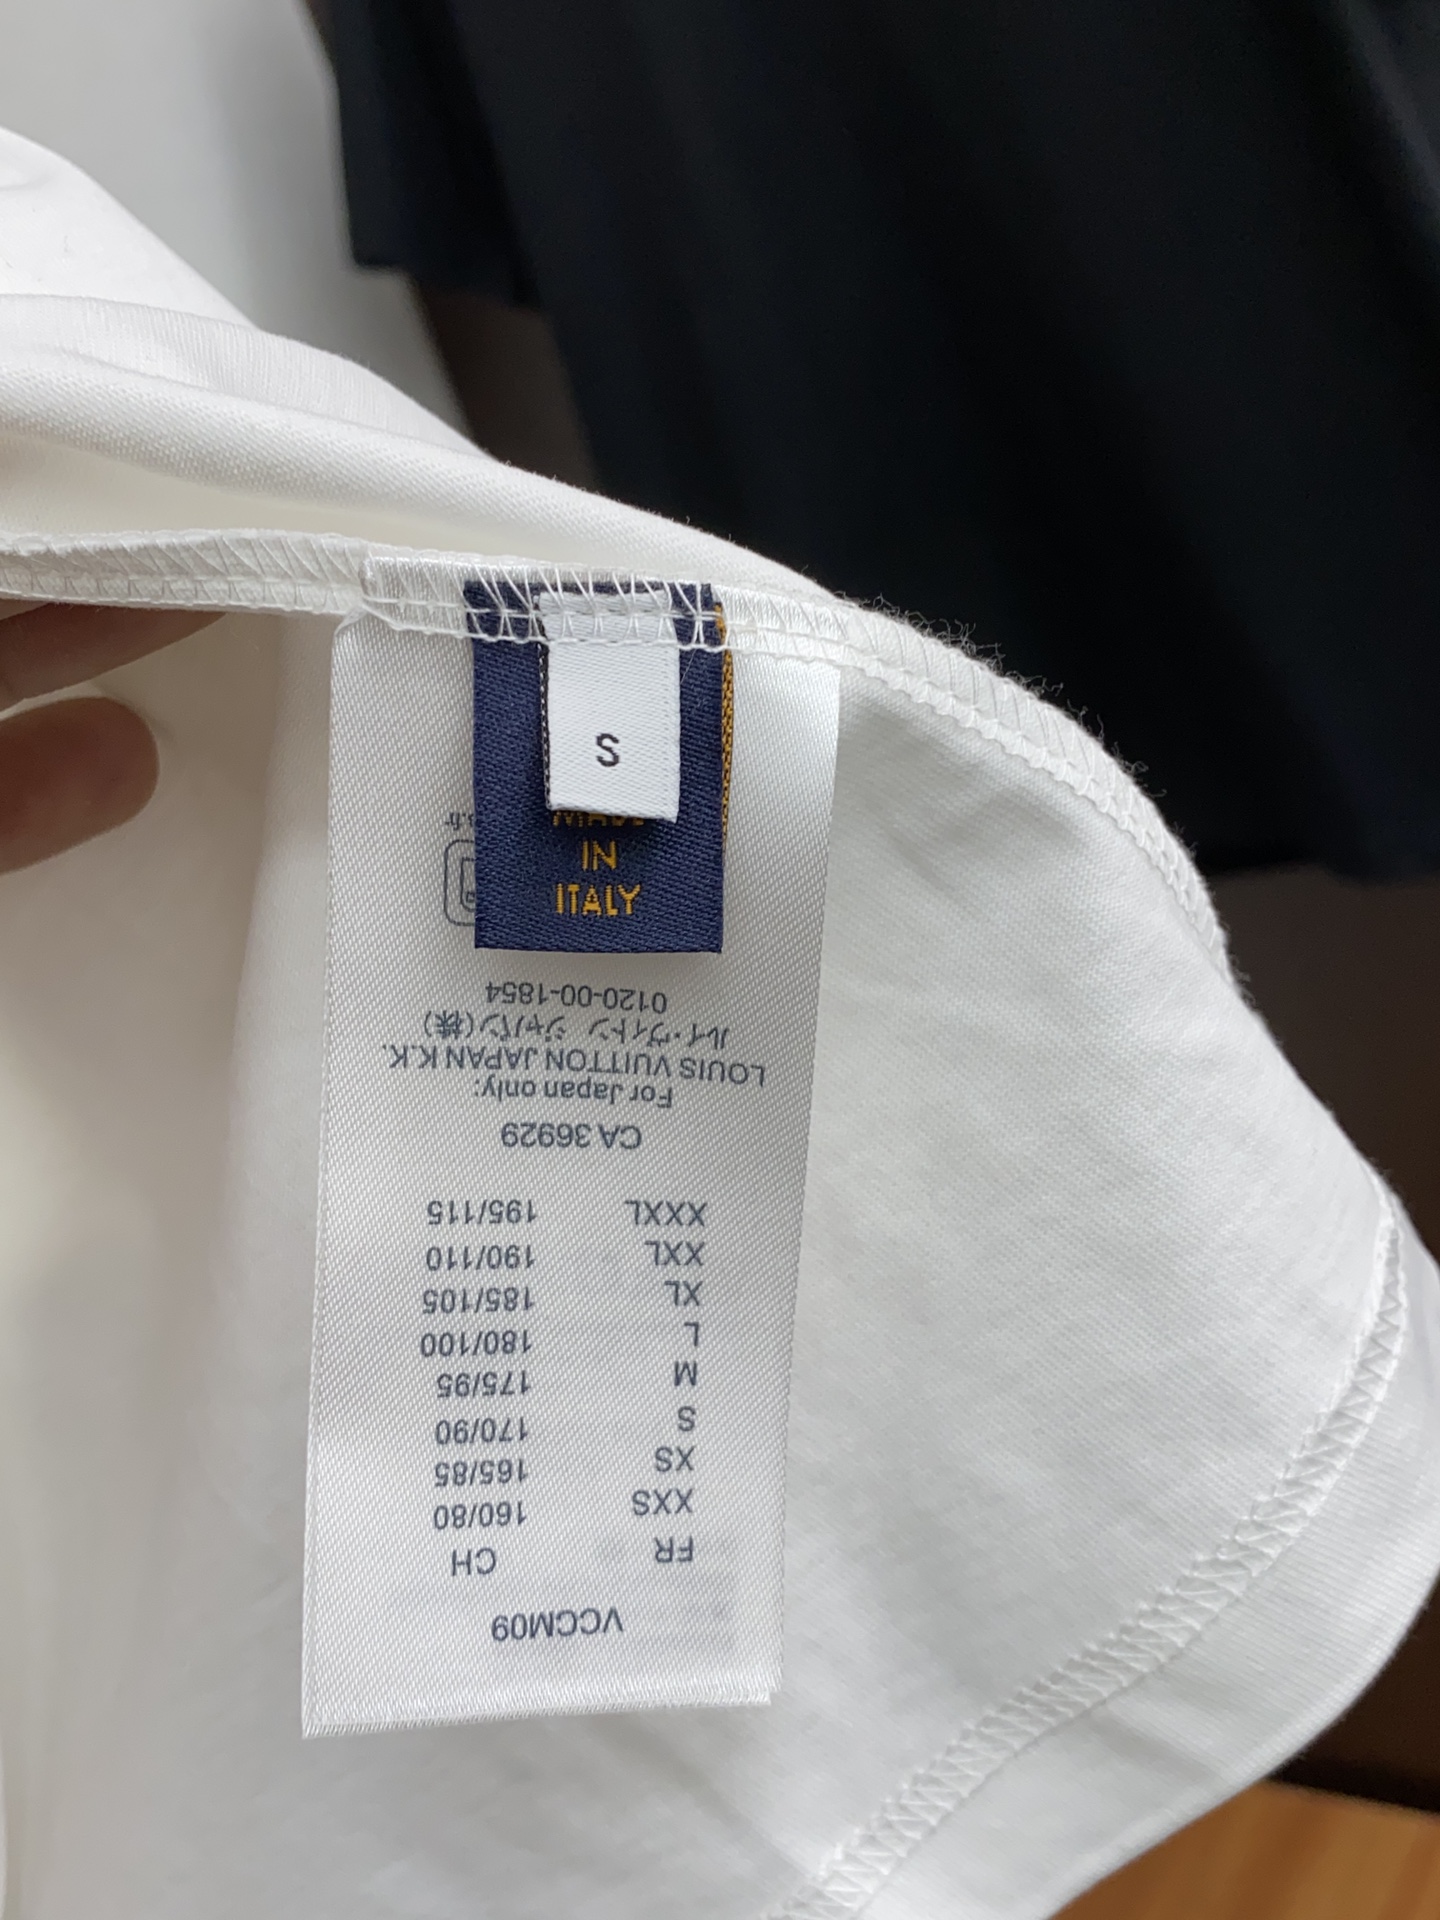 S
MADE
IN
ITALY
VCCM09
FR CH
XXS 160/80
XS 165/85
S 170/90
M 175/95
L 180/100
XL 185/105
XXL 190/110
XXXL 195/115
CA 36929
For Japan only:
LOUIS VUITTON JAPAN K.K.
ルイ・ヴィトン ジャパン(株)
0120-00-1854